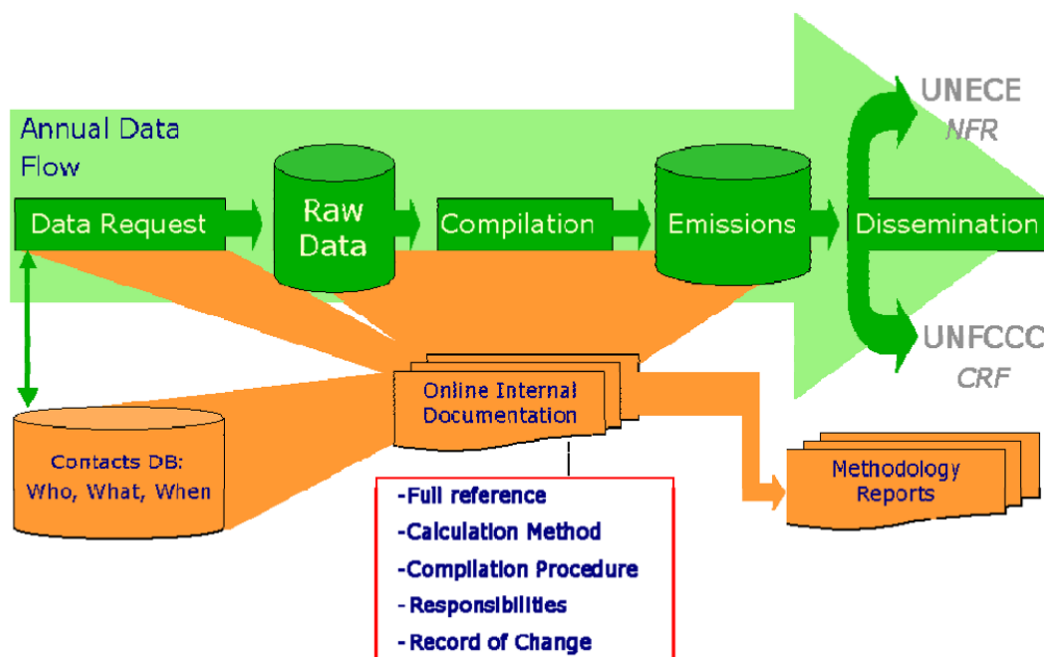 Annual Data
Flow
UNECE
NFR
Data Request
Raw
Data
Compilation
Emissions
Dissemination
UNFCCC
CRF
Online Internal
Documentation
Contacts DB:
Who, What, When
Methodology
Reports
-Full reference
-Calculation Method
-Compilation Procedure
-Responsibilities
-Record of Change